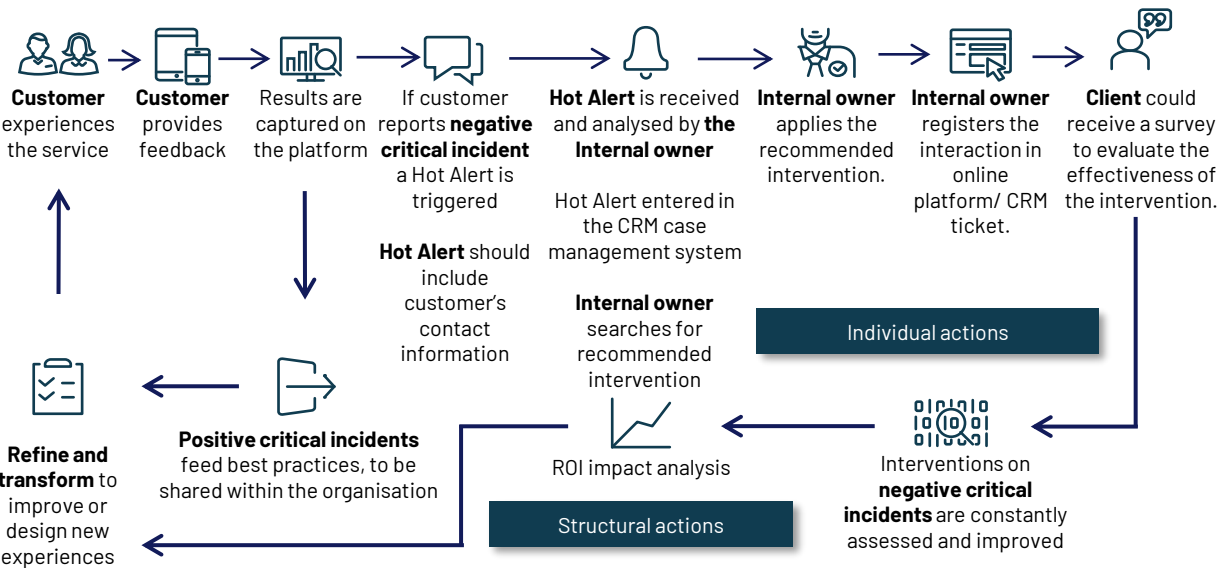 Customer
experiences
the service
Customer
provides
feedback
Results are
captured on
the platform
If customer
reports negative
critical incident
a Hot Alert is
triggered
Hot Alert should
include
customer's
contact
information
Hot Alert is received
and analysed by the
Internal owner
Hot Alert entered in
the CRM case
management system
Internal owner
searches for
recommended
intervention
Internal owner
applies the
recommended
intervention.
Internal owner
registers the
interaction in
online
platform/ CRM
ticket.
Client could
receive a survey
to evaluate the
effectiveness of
the intervention.
Individual actions
Interventions on
negative critical
incidents are constantly
assessed and improved
ROI impact analysis
Structural actions
Positive critical incidents
feed best practices, to be
shared within the organisation
Refine and
transform to
improve or
design new
experiences